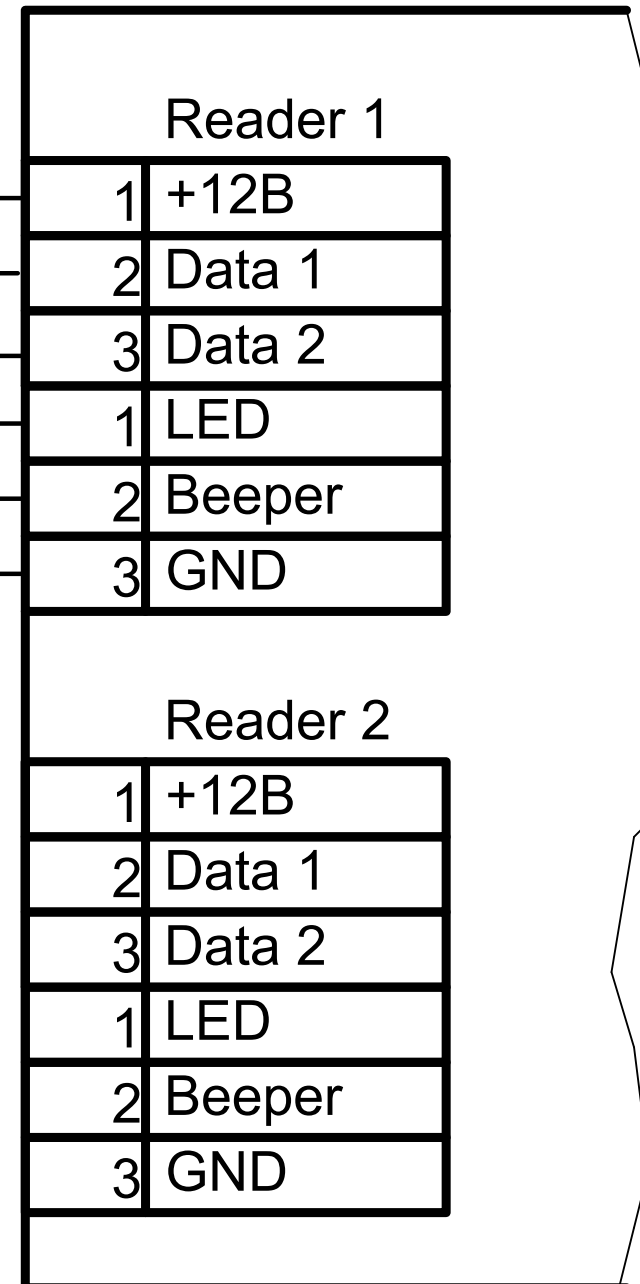 Reader 1
1 +12B
2 Data 1
3 Data 2
1 LED
2 Beeper
3 GND
Reader 2
1 +12B
2 Data 1
3 Data 2
1 LED
2 Beeper
3 GND